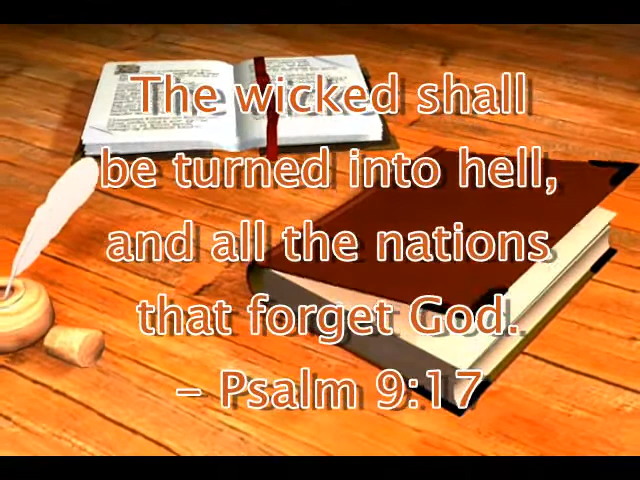 The wicked shall
be turned into hell,
and all the nations
that forget God.
- Psalm 9:17